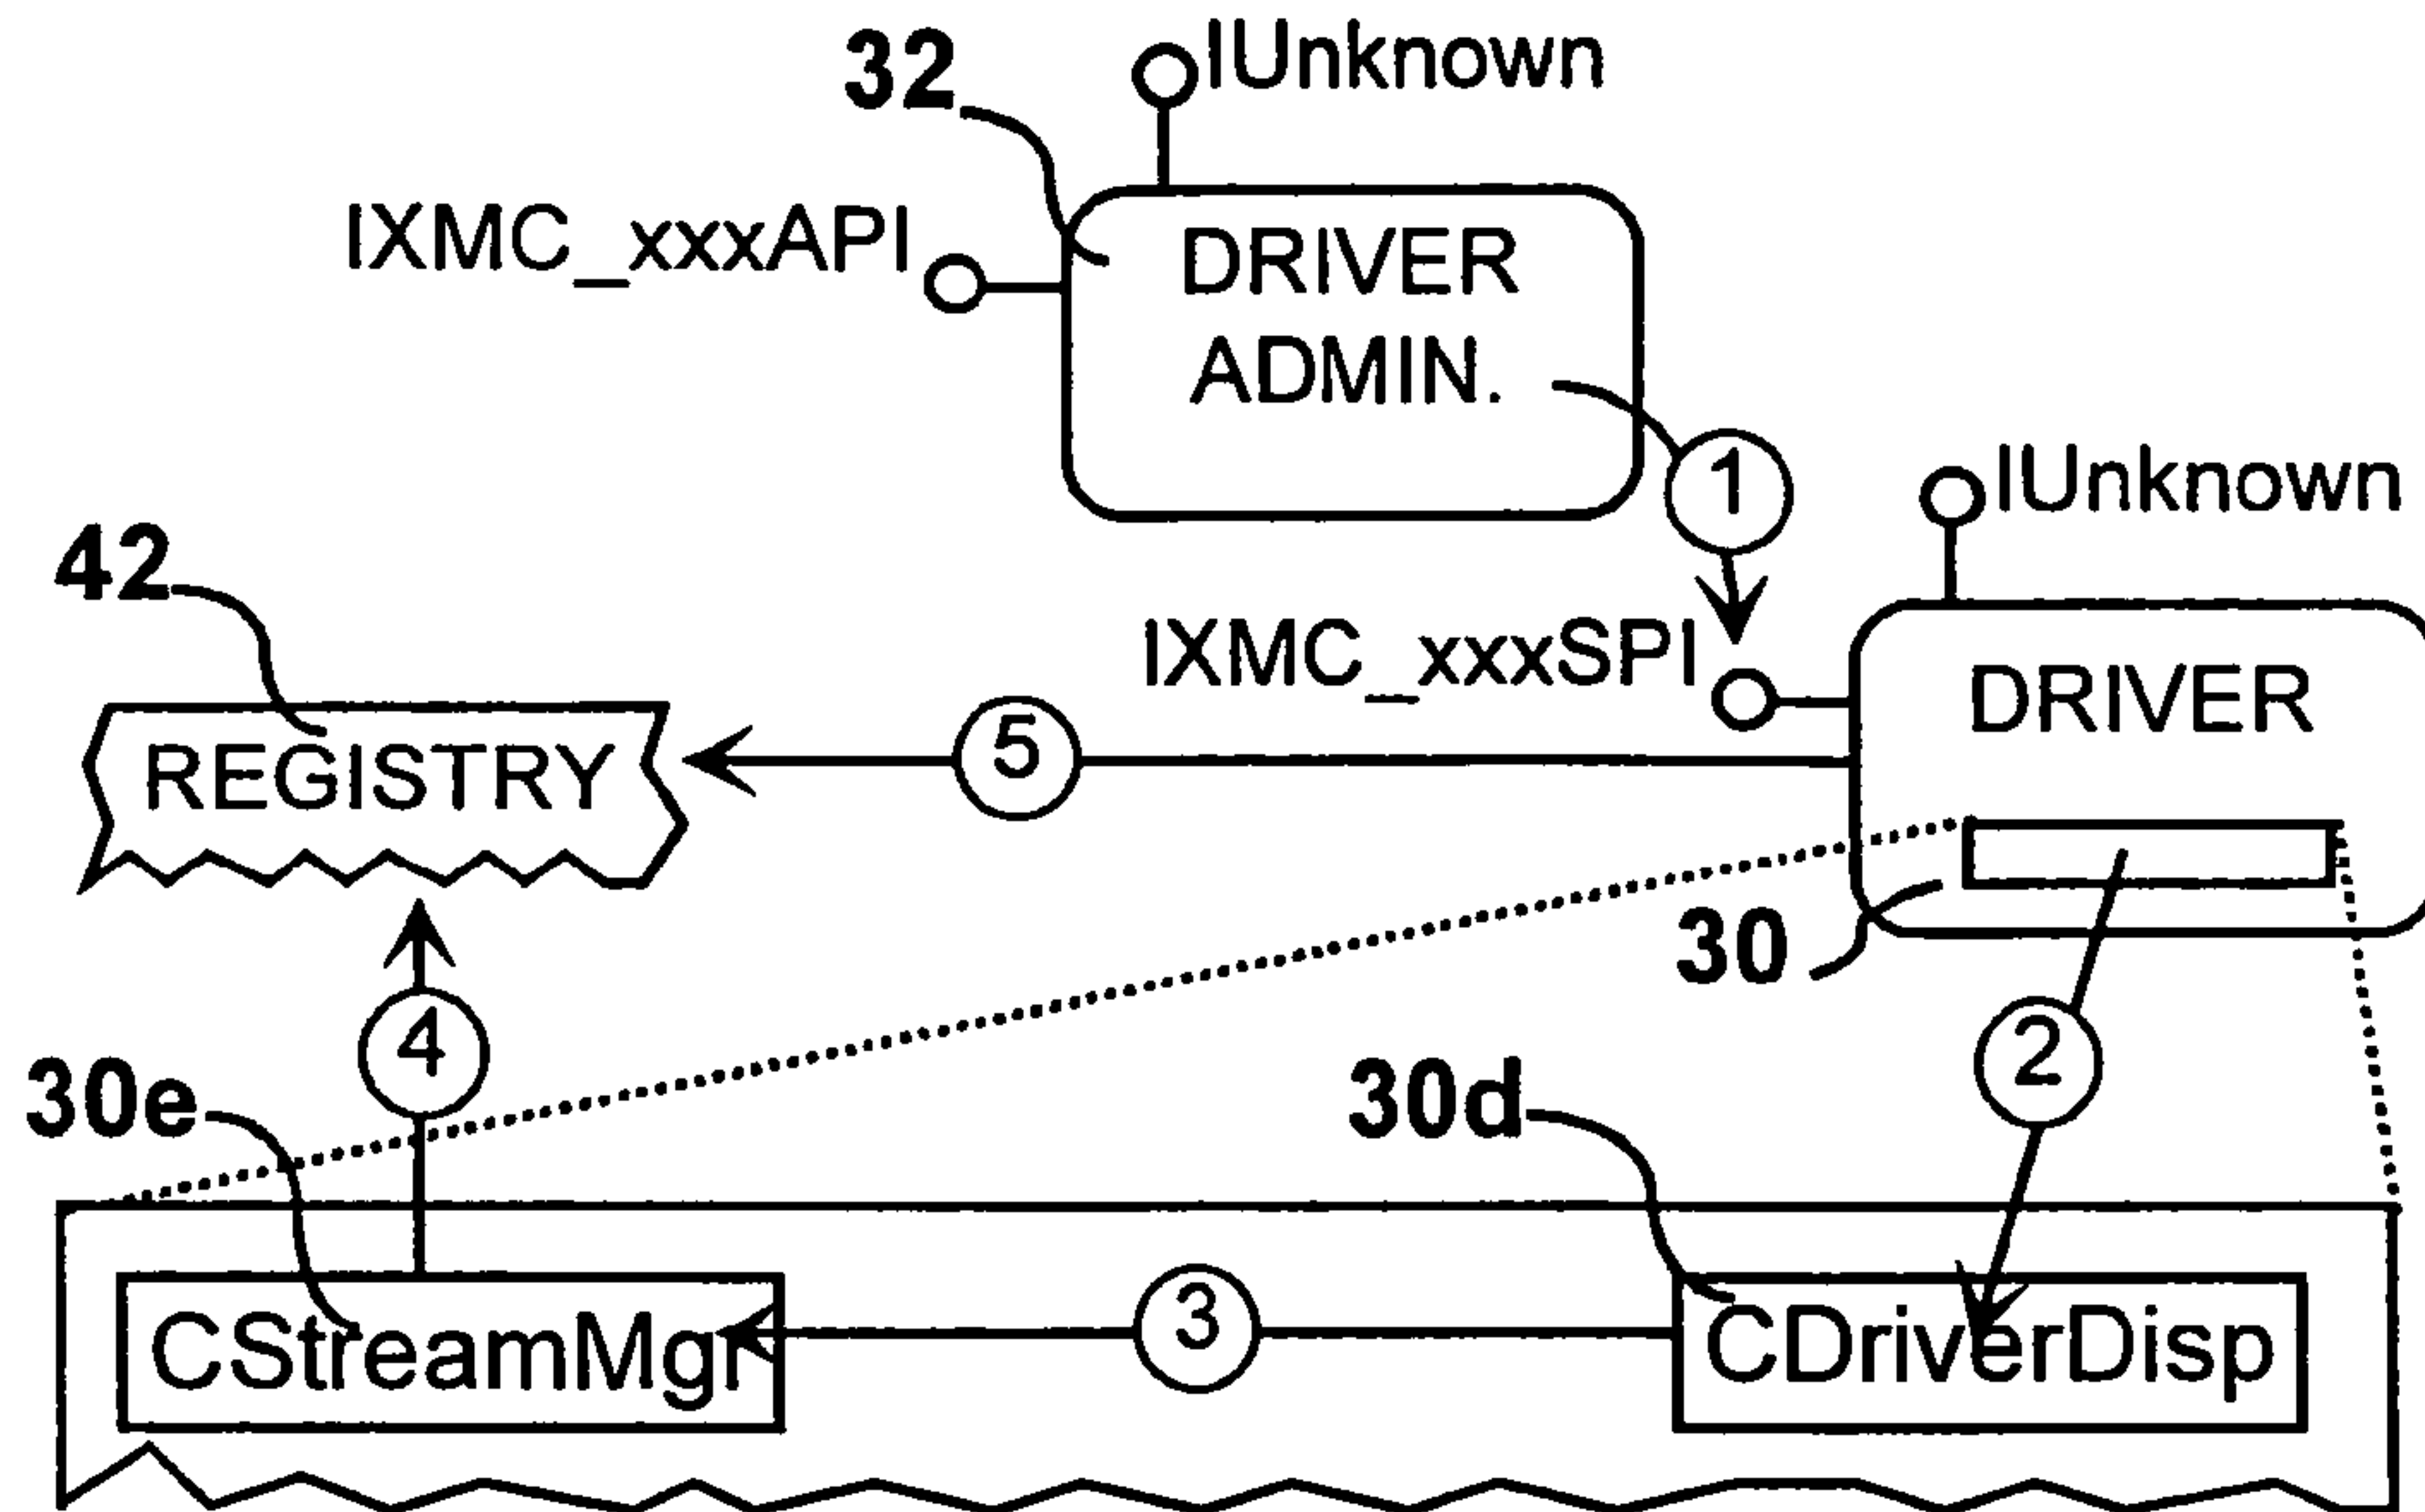 32
IUnknown
IXMC_xxxAPI
DRIVER
ADMIN.
1
IUnknown
42
IXMC_xxxSPI
DRIVER
REGISTRY
5
30
4
2
30e
30d
CStreamMgr
3
CDriverDisp